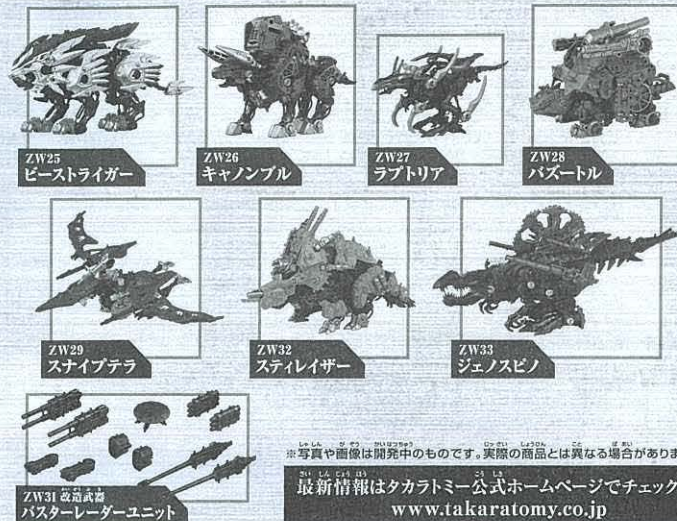 ZW25
ビーストライガー
ZW26
キャノンブル
ZW27
ラプトリア
ZW28
バズートル
ZW29
スナイプテラ
ZW32
スティレイザー
ZW33
ジェノスピノ
ZW31 改造武器
バスターレーダーユニット
※写真や画像は開発中のものです。実際の商品とは異なる場合がありま
最新情報はタカラトミー公式ホームページでチェック
www.takaratomy.co.jp